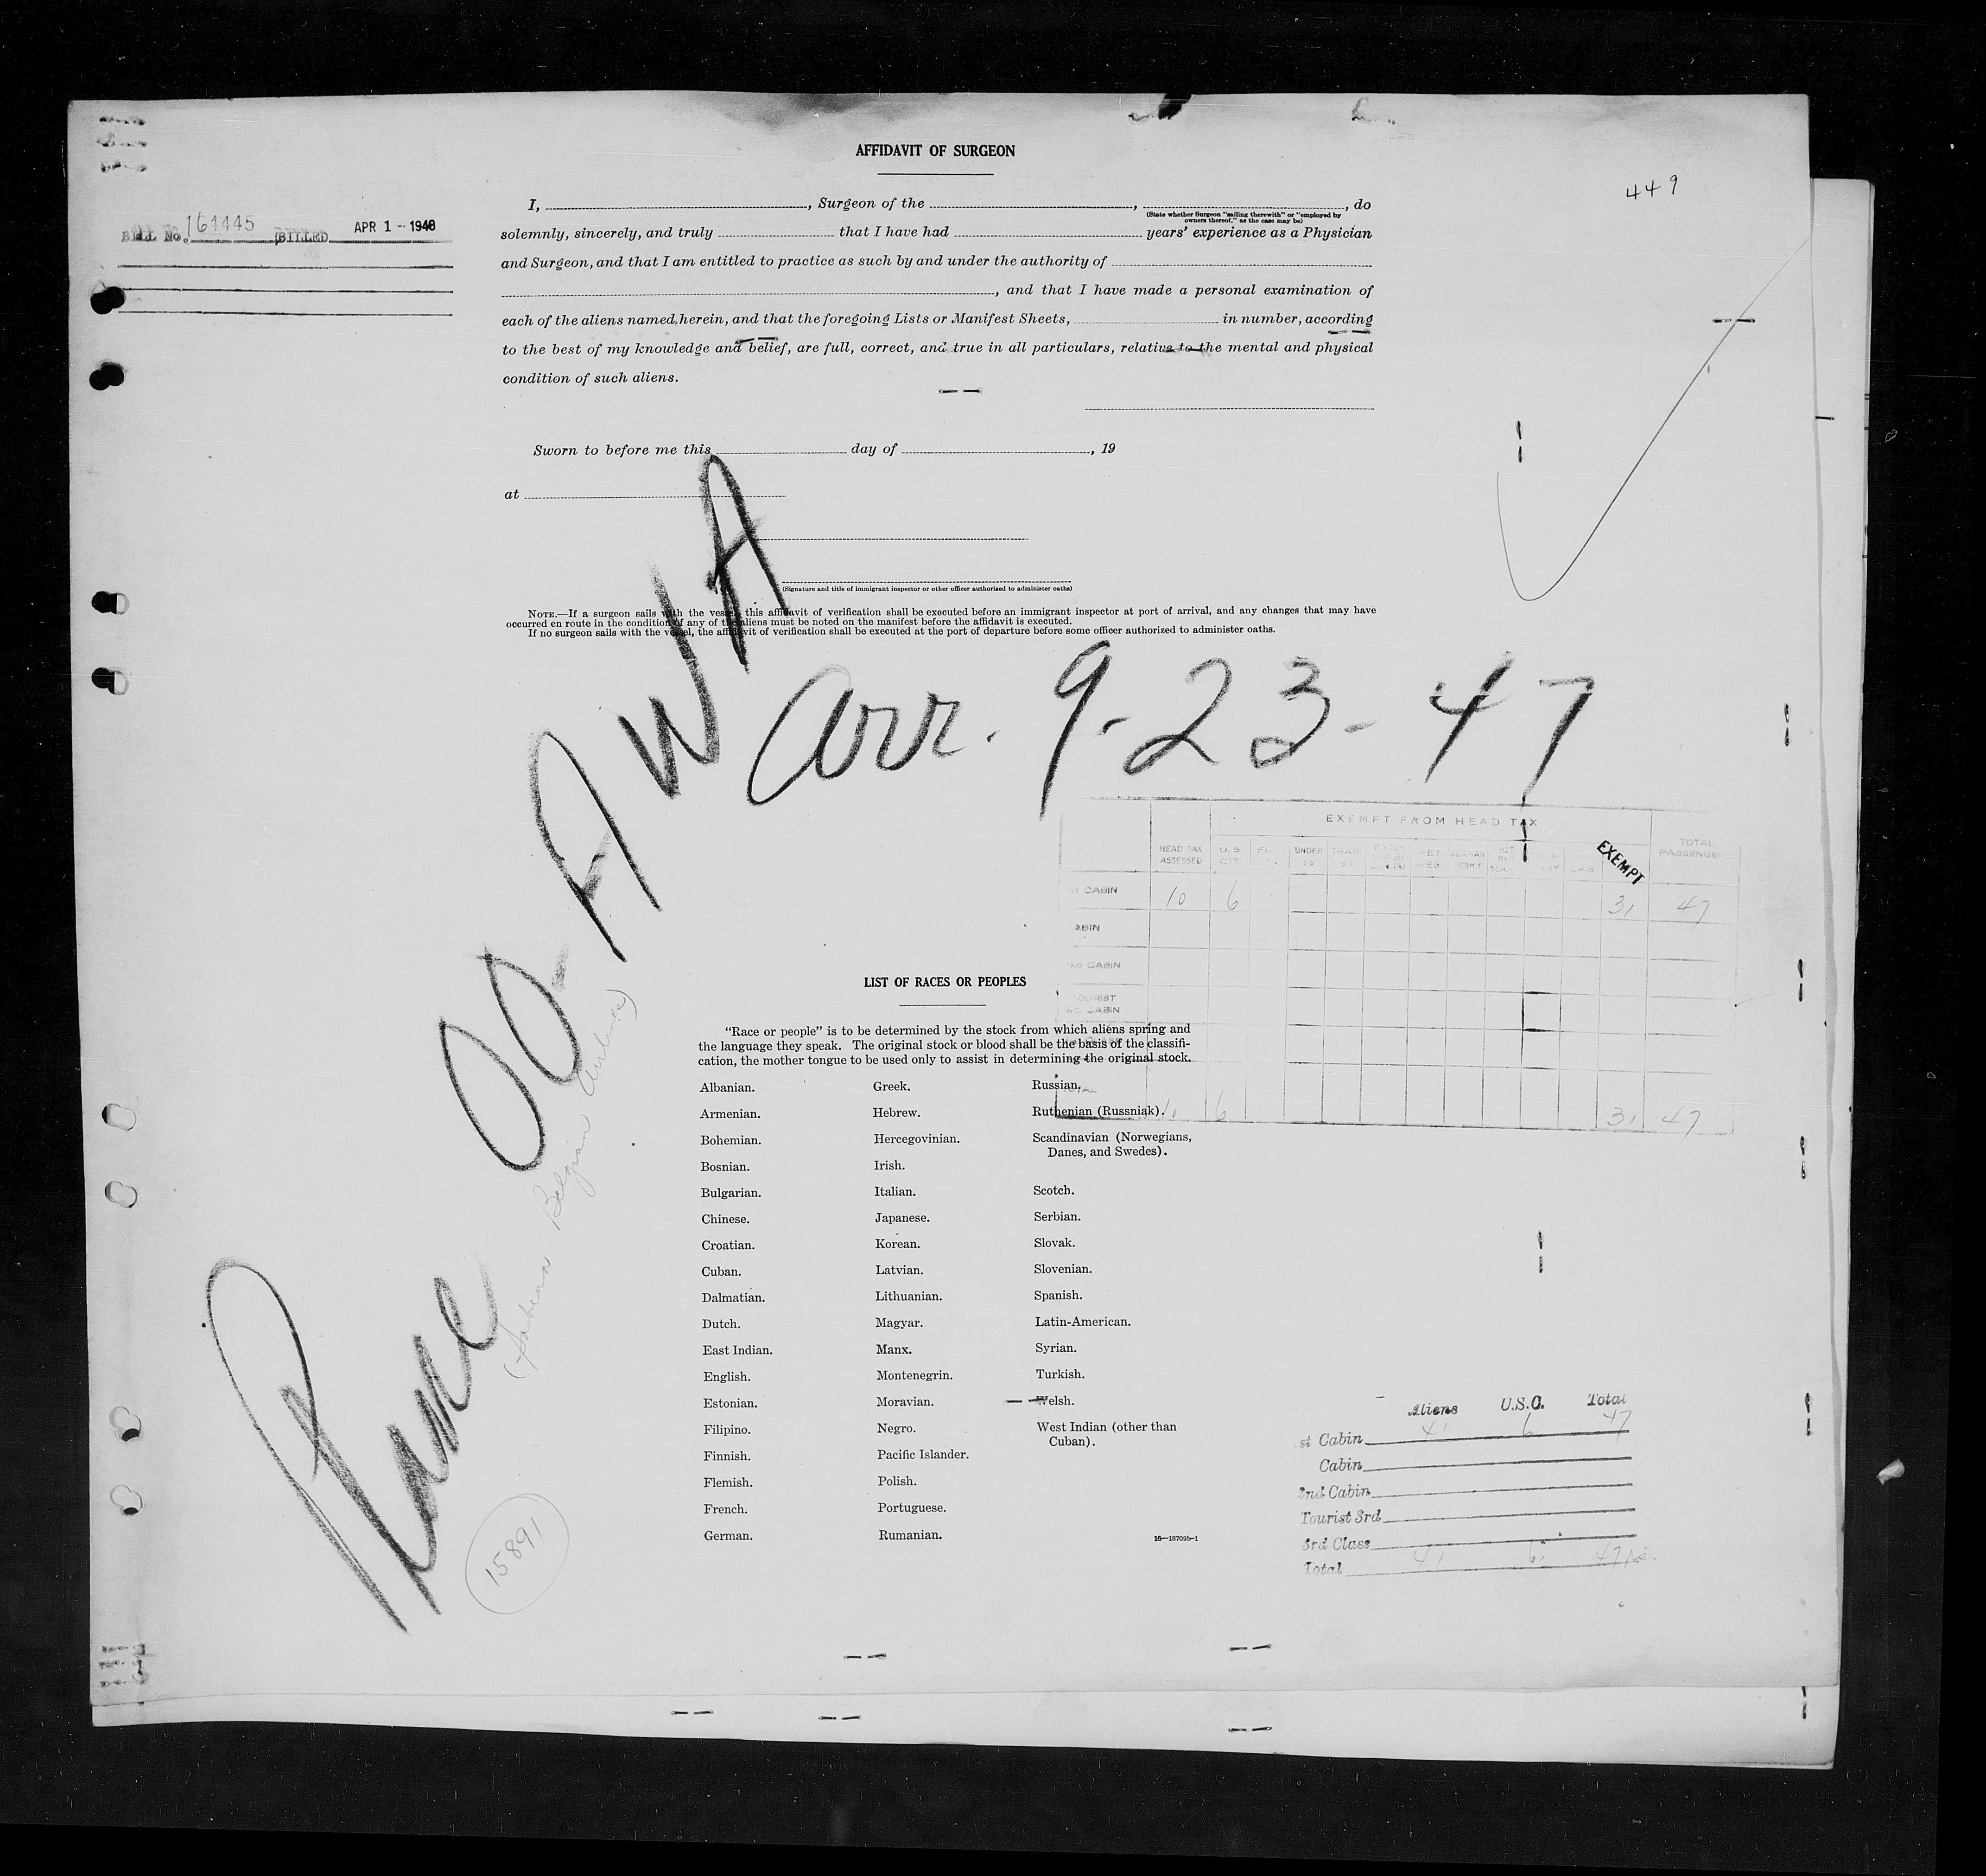 AFFIDAVIT OF SURGEON
449
BILL No. 164445 BILLED APR 1 - 1948
I, , Surgeon of the , , do
(State whether Surgeon "sailing therewith" or "employed by
owners thereof," as the case may be)
solemnly, sincerely, and truly that I have had years' experience as a Physician
and Surgeon, and that I am entitled to practice as such by and under the authority of
, and that I have made a personal examination of
each of the aliens named herein, and that the foregoing Lists or Manifest Sheets, in number, according
to the best of my knowledge and belief, are full, correct, and true in all particulars, relative to the mental and physical
condition of such aliens.
Sworn to before me this day of , 19
at
(Signature and title of immigrant inspector or other officer authorized to administer oaths)
NOTE.—If a surgeon sails with the vessel, this affidavit of verification shall be executed before an immigrant inspector at port of arrival, and any changes that may have
occurred en route in the condition of any of the aliens must be noted on the manifest before the affidavit is executed.
If no surgeon sails with the vessel, the affidavit of verification shall be executed at the port of departure before some officer authorized to administer oaths.
Plane OO-AWA
(Sabena Belgian Airlines)
arr. 9-23-47
EXEMPT FROM HEAD TAX
HEAD TAX ASSESSED U.S. CIT UNDER 16 EXEMPT TOTAL PASSENGERS
CABIN 10 6 31 47
CABIN
CABIN
TOURIST
CABIN
TOTAL 10 6 31 47
LIST OF RACES OR PEOPLES
"Race or people" is to be determined by the stock from which aliens spring and
the language they speak. The original stock or blood shall be the basis of the classifi-
cation, the mother tongue to be used only to assist in determining the original stock.
Albanian. Greek. Russian.
Armenian. Hebrew. Ruthenian (Russniak).
Bohemian. Hercegovinian. Scandinavian (Norwegians,
Danes, and Swedes).
Bosnian. Irish.
Bulgarian. Italian. Scotch.
Chinese. Japanese. Serbian.
Croatian. Korean. Slovak.
Cuban. Latvian. Slovenian.
Dalmatian. Lithuanian. Spanish.
Dutch. Magyar. Latin-American.
East Indian. Manx. Syrian.
English. Montenegrin. Turkish.
Estonian. Moravian. Welsh.
Filipino. Negro. West Indian (other than
Cuban).
Finnish. Pacific Islander.
Flemish. Polish.
French. Portuguese.
German. Rumanian.
16—18709b-1
15891
Aliens U.S.C. Total
st Cabin 41 6 47
Cabin
2nd Cabin
Tourist 3rd
3rd Class
Total 41 6 47